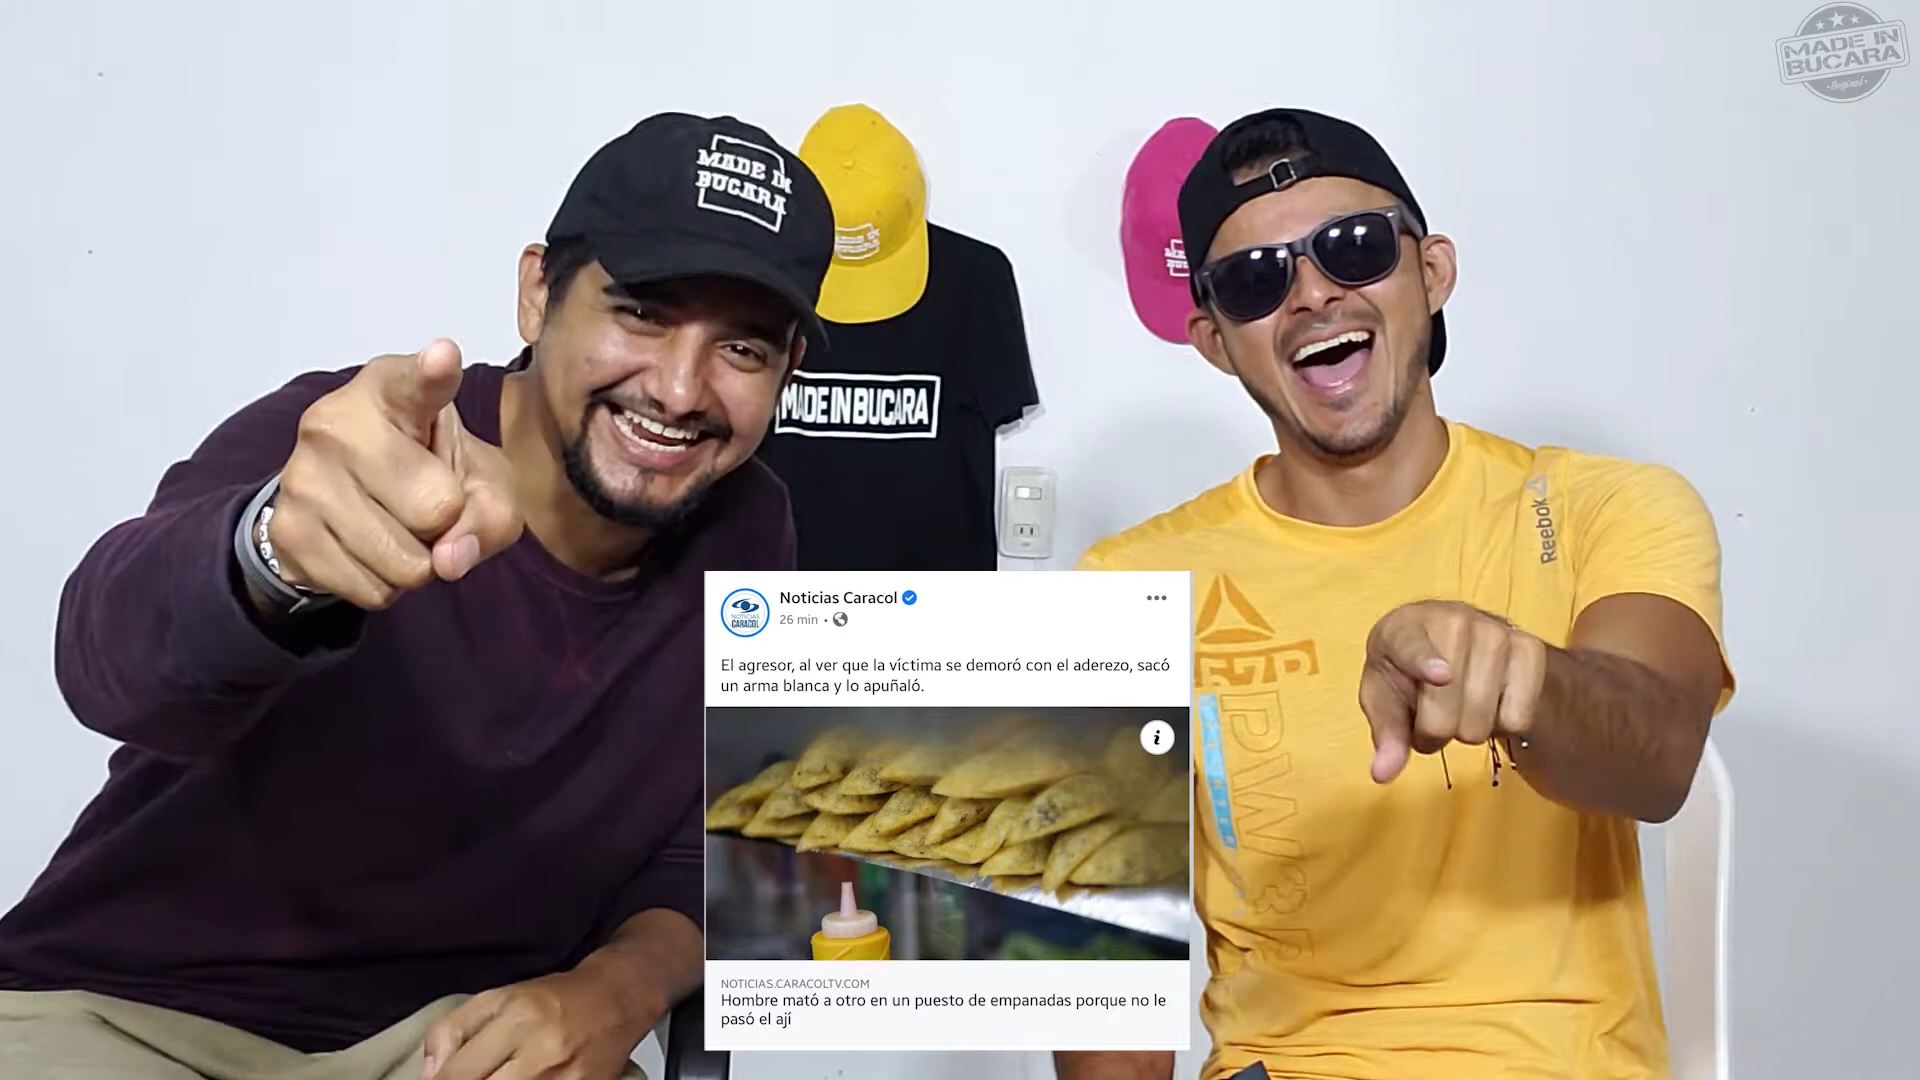 MADE IN
BUCARA
Original
MADE IN
BUCARA
MADE IN BUCARA
Reebok
Noticias Caracol
26 min
NOTICIAS
CARACOL
El agresor, al ver que la víctima se demoró con el aderezo, sacó
un arma blanca y lo apuñaló.
NOTICIAS.CARACOLTV.COM
Hombre mató a otro en un puesto de empanadas porque no le
pasó el ají